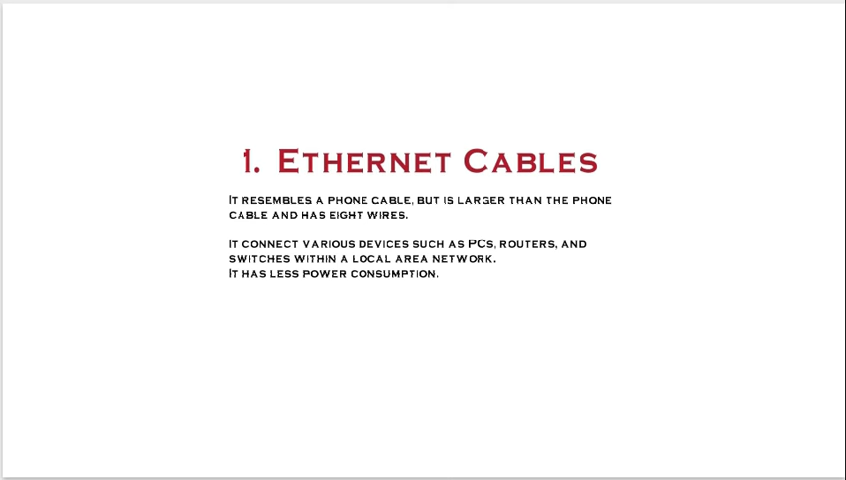 1. Ethernet Cables
It resembles a phone cable, but is larger than the phone
cable and has eight wires.
It connect various devices such as PCs, routers, and
switches within a local area network.
It has less power consumption.